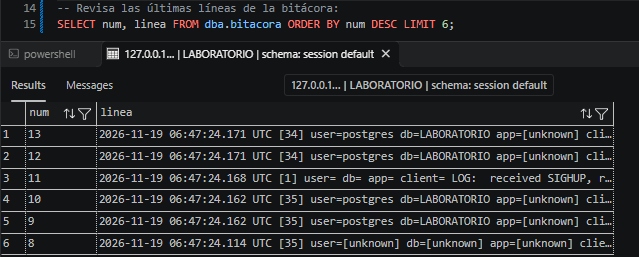 14 -- Revisa las últimas líneas de la bitácora:
15 SELECT num, linea FROM dba.bitacora ORDER BY num DESC LIMIT 6;
powershell 127.0.0.1... | LABORATORIO | schema: session default
Results Messages 127.0.0.1... | LABORATORIO | schema: session default
num linea
1 13 2026-11-19 06:47:24.171 UTC [34] user=postgres db=LABORATORIO app=[unknown] cli...
2 12 2026-11-19 06:47:24.171 UTC [34] user=postgres db=LABORATORIO app=[unknown] cli...
3 11 2026-11-19 06:47:24.168 UTC [1] user= db= app= client= LOG:  received SIGHUP, r...
4 10 2026-11-19 06:47:24.162 UTC [35] user=postgres db=LABORATORIO app=[unknown] cli...
5 9 2026-11-19 06:47:24.162 UTC [35] user=postgres db=LABORATORIO app=[unknown] cli...
6 8 2026-11-19 06:47:24.114 UTC [35] user=[unknown] db=[unknown] app=[unknown] clie...